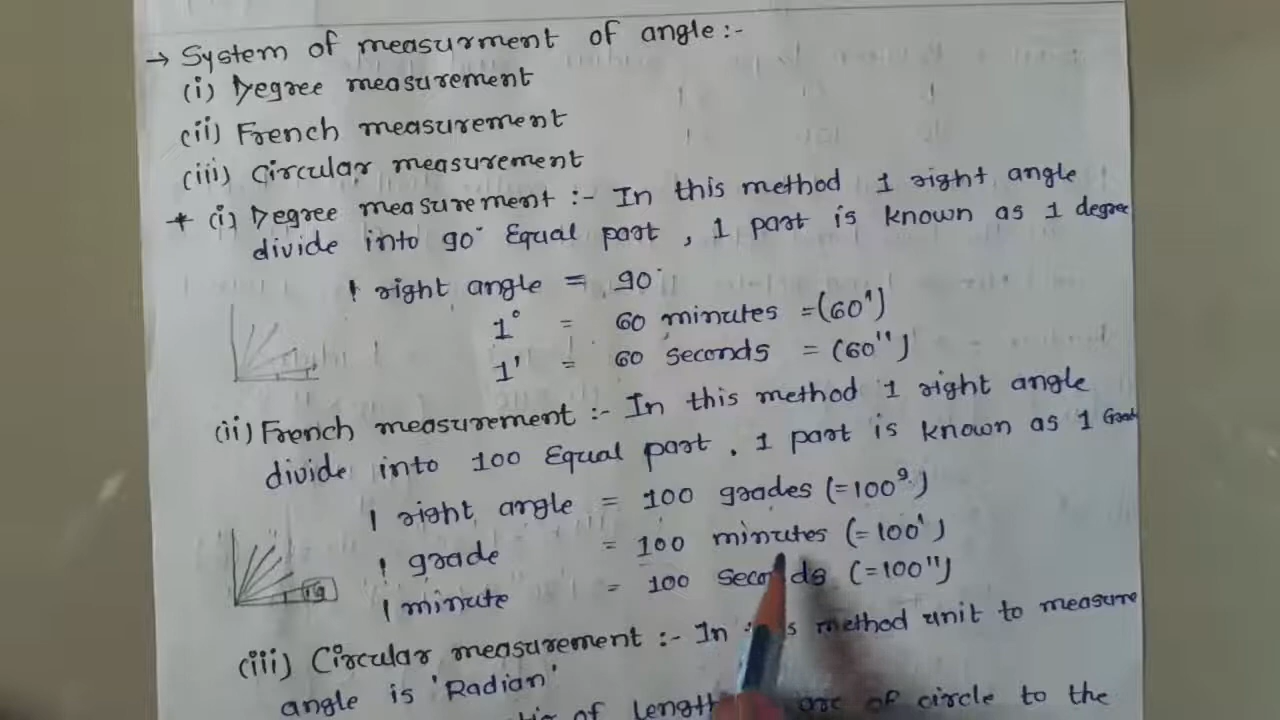 → System of measurment of angle :-
(i) Degree measurement
(ii) French measurement
(iii) Circular measurement
* (i) Degree measurement :- In this method 1 right angle
divide into 90° Equal part , 1 part is known as 1 degree
1 right angle = 90°
1° = 60 minutes = (60')
1' = 60 seconds = (60'')
(ii) French measurement :- In this method 1 right angle
divide into 100 Equal part . 1 part is known as 1
1 right angle = 100 grades (=100g)
1 grade = 100 minutes (=100')
1 minute = 100 seconds (=100'')
1g
(iii) Circular measurement :- In method unit to measure
angle is 'Radian'
of length arc of circle to the